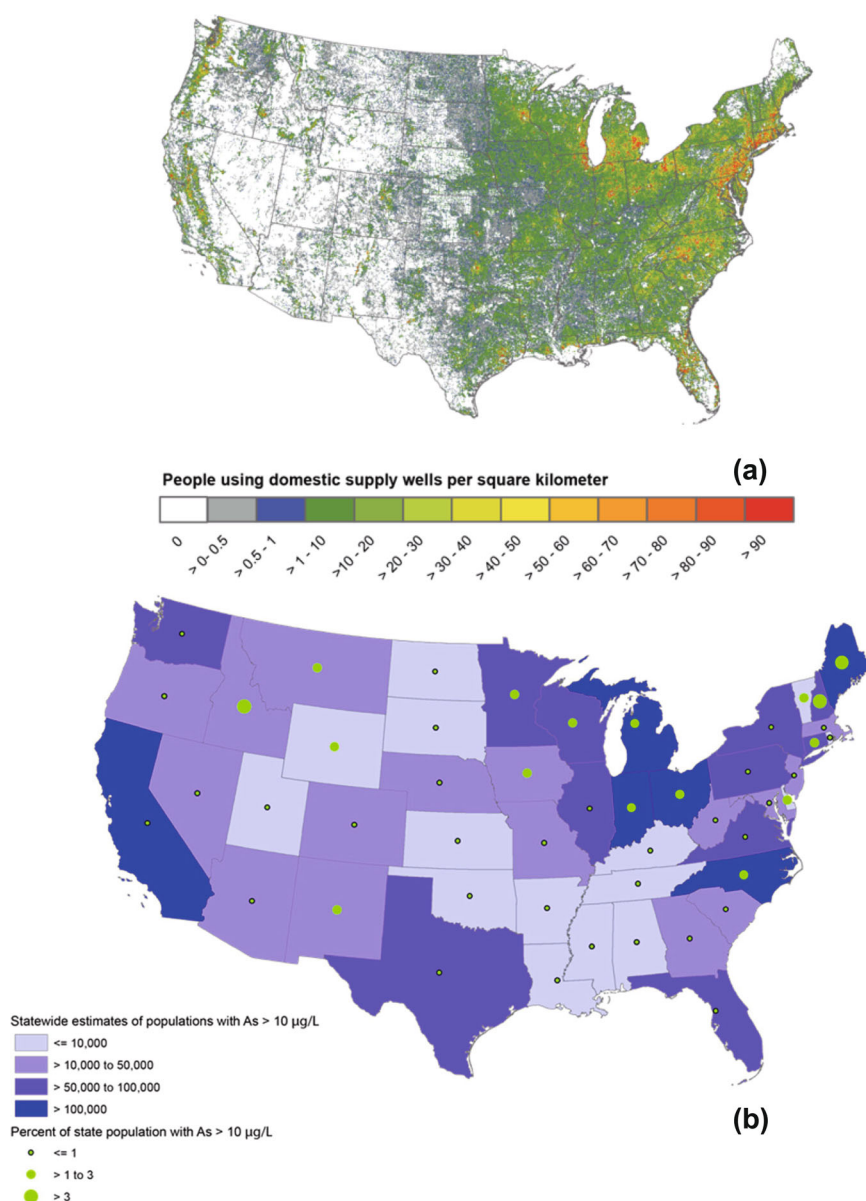 (a)
People using domestic supply wells per square kilometer
0
> 0-0.5
> 0.5 - 1
> 1 - 10
>10 - 20
> 20 - 30
> 30 - 40
> 40 - 50
> 50 - 60
> 60 - 70
> 70 - 80
> 80 - 90
> 90
Statewide estimates of populations with As > 10 µg/L
<= 10,000
> 10,000 to 50,000
> 50,000 to 100,000
> 100,000
(b)
Percent of state population with As > 10 µg/L
<= 1
> 1 to 3
> 3